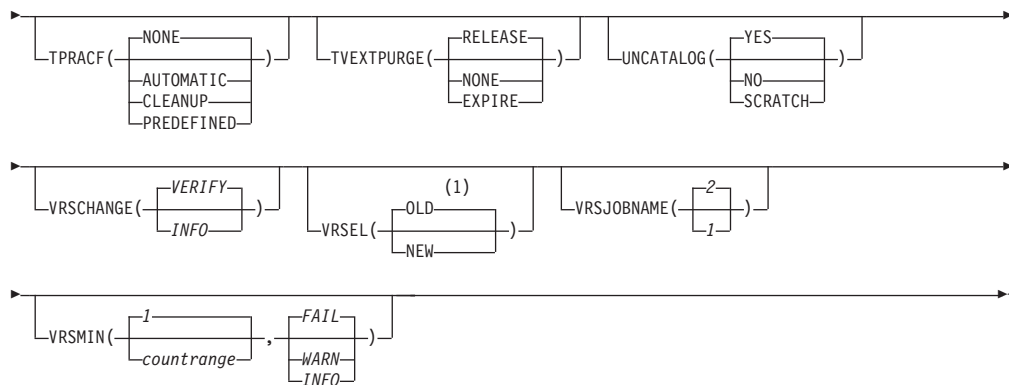 NONE RELEASE YES
TPRACF( ) TVEXTPURGE( ) UNCATALOG( )
AUTOMATIC NONE NO
CLEANUP EXPIRE SCRATCH
PREDEFINED
(1)
VERIFY OLD 2
VRSCHANGE( ) VRSEL( ) VRSJOBNAME( )
INFO NEW 1
1 FAIL
VRSMIN( , )
countrange WARN
INFO